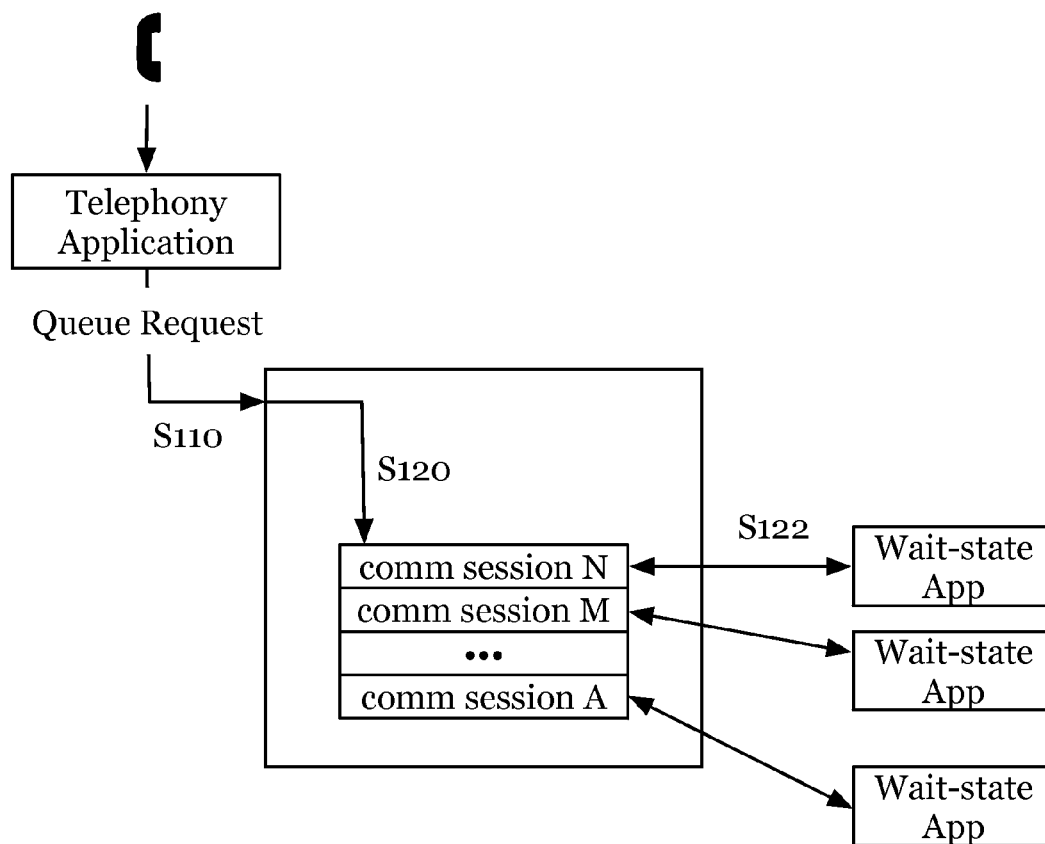 Telephony
Application
Queue Request
S110
S120
S122
comm session N
comm session M
•••
comm session A
Wait-state
App
Wait-state
App
Wait-state
App